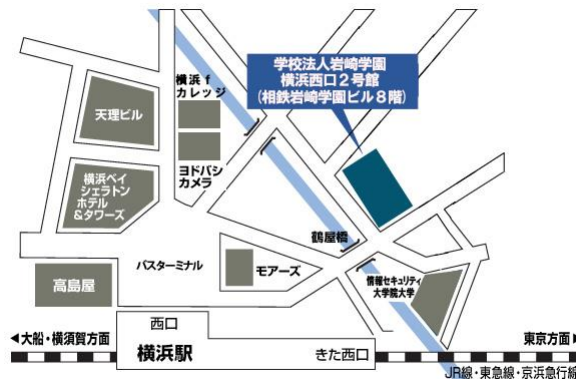 学校法人岩崎学園
横浜西口2号館
(相鉄岩崎学園ビル8階)
横浜f
カレッジ
天理ビル
ヨドバシ
カメラ
横浜ベイ
シェラトン
ホテル
&タワーズ
鶴屋橋
バスターミナル
モアーズ
情報セキュリティ
大学院大学
高島屋
西口
◀大船・横須賀方面
横浜駅
きた西口
東京方面▶
JR線・東急線・京浜急行線